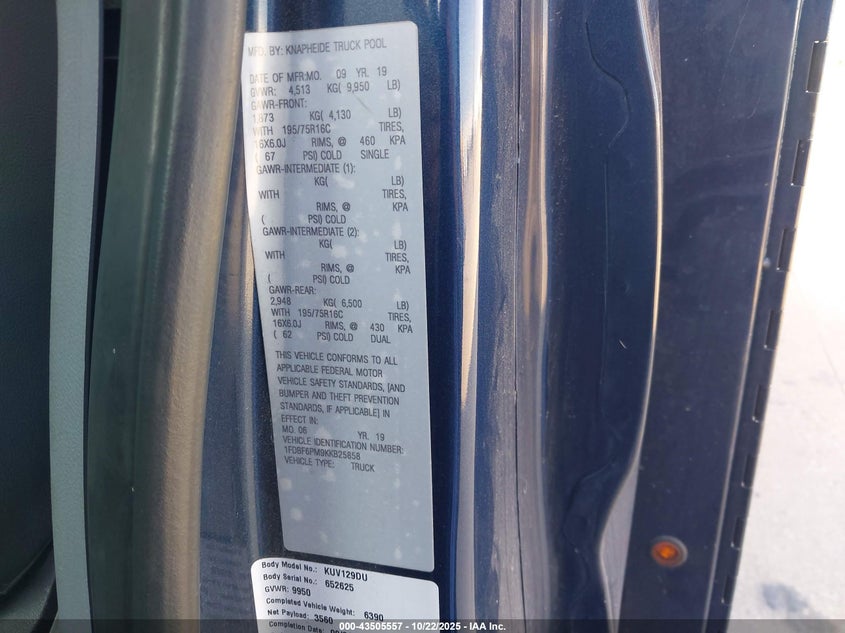 MFD. BY: KNAPHEIDE TRUCK POOL
DATE OF MFR:MO. 09 YR. 19
GVWR: 4,513 KG( 9,950 LB)
GAWR-FRONT:
1,873 KG( 4,130 LB)
WITH 195/75R16C TIRES,
16X6.0J RIMS, @ 460 KPA
( 67 PSI) COLD SINGLE
GAWR-INTERMEDIATE (1):
KG( LB)
WITH TIRES,
RIMS, @ KPA
( PSI) COLD
GAWR-INTERMEDIATE (2):
KG( LB)
WITH TIRES,
RIMS, @ KPA
( PSI) COLD
GAWR-REAR:
2,948 KG( 6,500 LB)
WITH 195/75R16C TIRES,
16X6.0J RIMS, @ 430 KPA
( 62 PSI) COLD DUAL
THIS VEHICLE CONFORMS TO ALL
APPLICABLE FEDERAL MOTOR
VEHICLE SAFETY STANDARDS, [AND
BUMPER AND THEFT PREVENTION
STANDARDS, IF APPLICABLE] IN
EFFECT IN:
MO. 06 YR. 19
VEHICLE IDENTIFICATION NUMBER:
1FDBF6PM9KKB25858
VEHICLE TYPE: TRUCK
Body Model No.: KUV129DU
Body Serial No.: 652625
GVWR: 9950
Completed Vehicle Weight: 6390
Net Payload: 3560
Completion
000-43505557 - 10/22/2025 - IAA Inc.